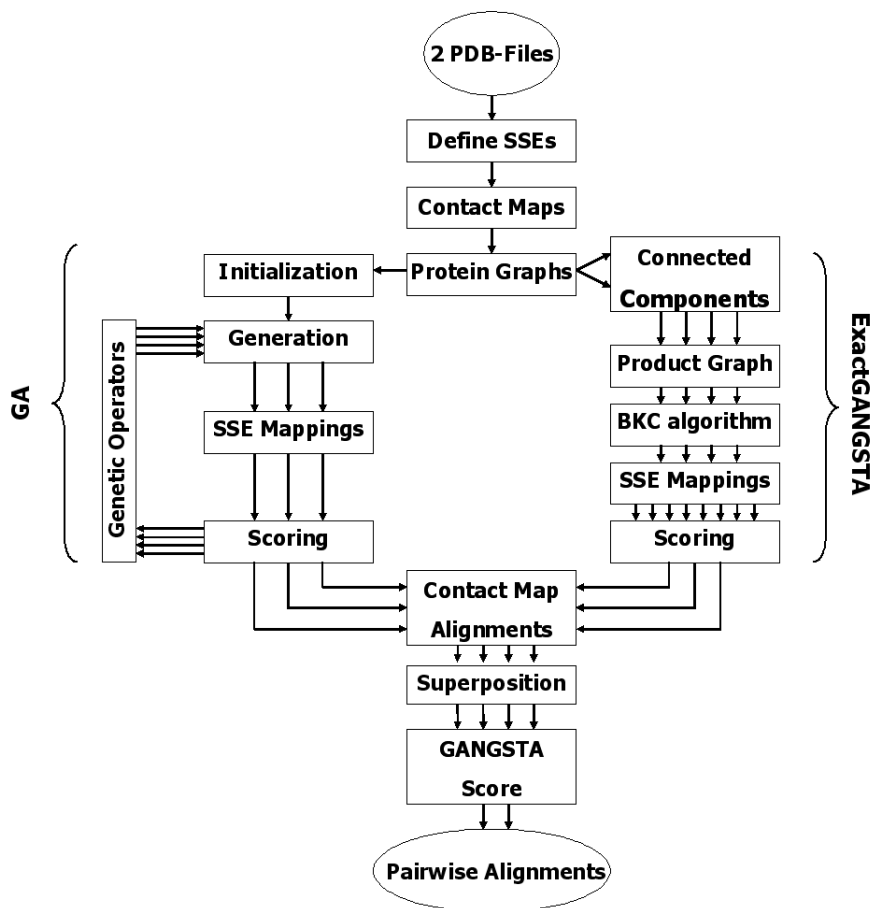 2 PDB-Files
Define SSEs
Contact Maps
Protein Graphs
Initialization
Generation
SSE Mappings
Scoring
Genetic Operators
GA
Connected
Components
Product Graph
BKC algorithm
SSE Mappings
Scoring
ExactGANGSTA
Contact Map
Alignments
Superposition
GANGSTA
Score
Pairwise Alignments